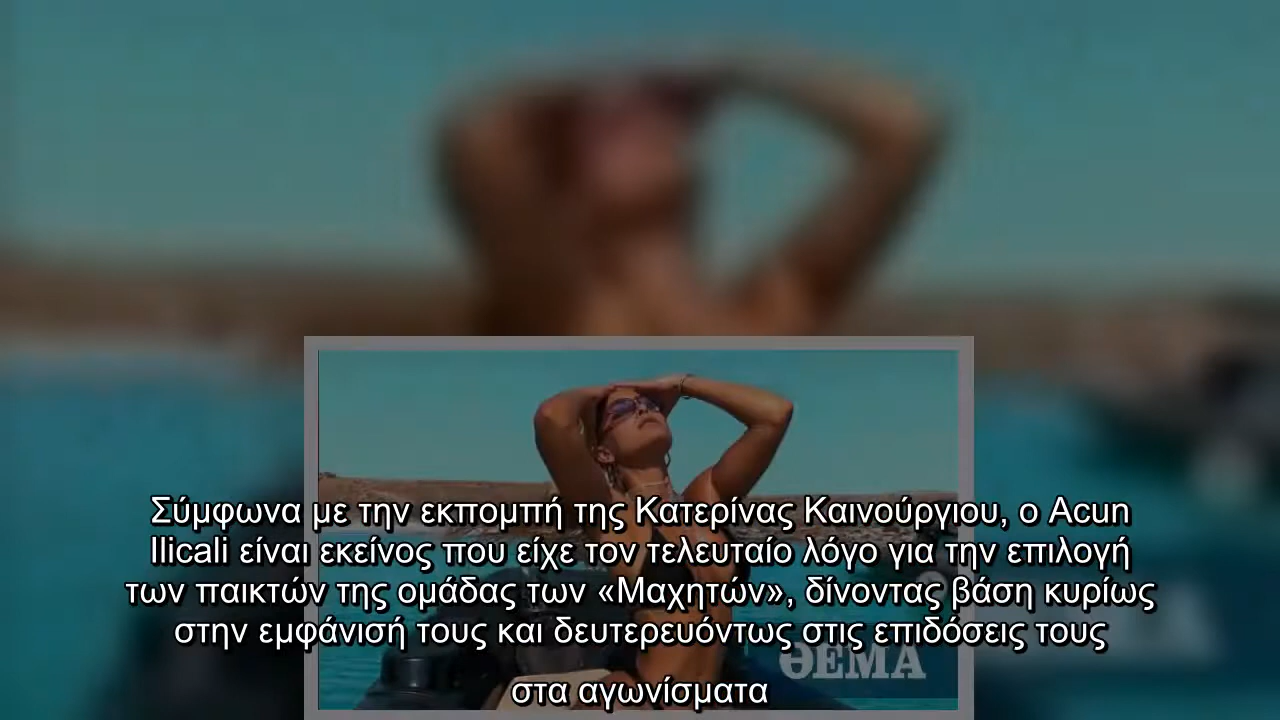 Σύμφωνα με την εκπομπή της Κατερίνας Καινούργιου, ο Acun
Ilicali είναι εκείνος που είχε τον τελευταίο λόγο για την επιλογή
των παικτών της ομάδας των «Μαχητών», δίνοντας βάση κυρίως
στην εμφάνισή τους και δευτερευόντως στις επιδόσεις τους
στα αγωνίσματα
ΘΕΜΑ